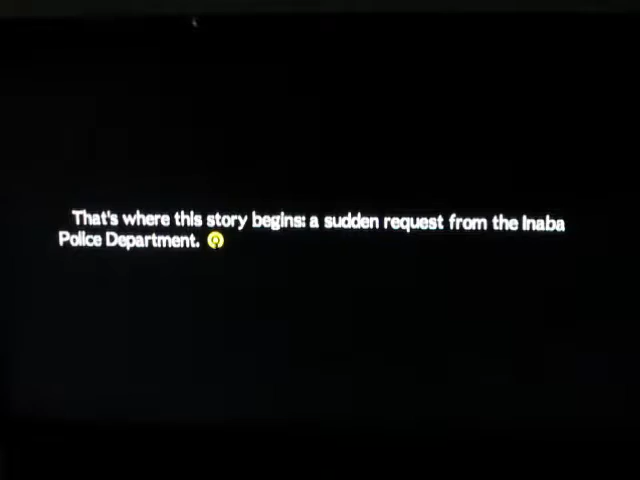 That's where this story begins: a sudden request from the Inaba
Police Department.